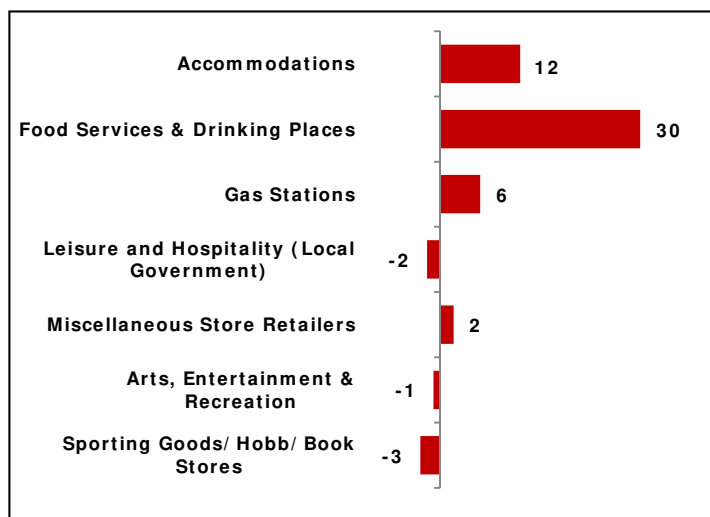 Accommodations
12
Food Services & Drinking Places
30
Gas Stations
6
Leisure and Hospitality (Local
Government)
-2
Miscellaneous Store Retailers
2
Arts, Entertainment &
Recreation
-1
Sporting Goods/ Hobb/ Book
Stores
-3